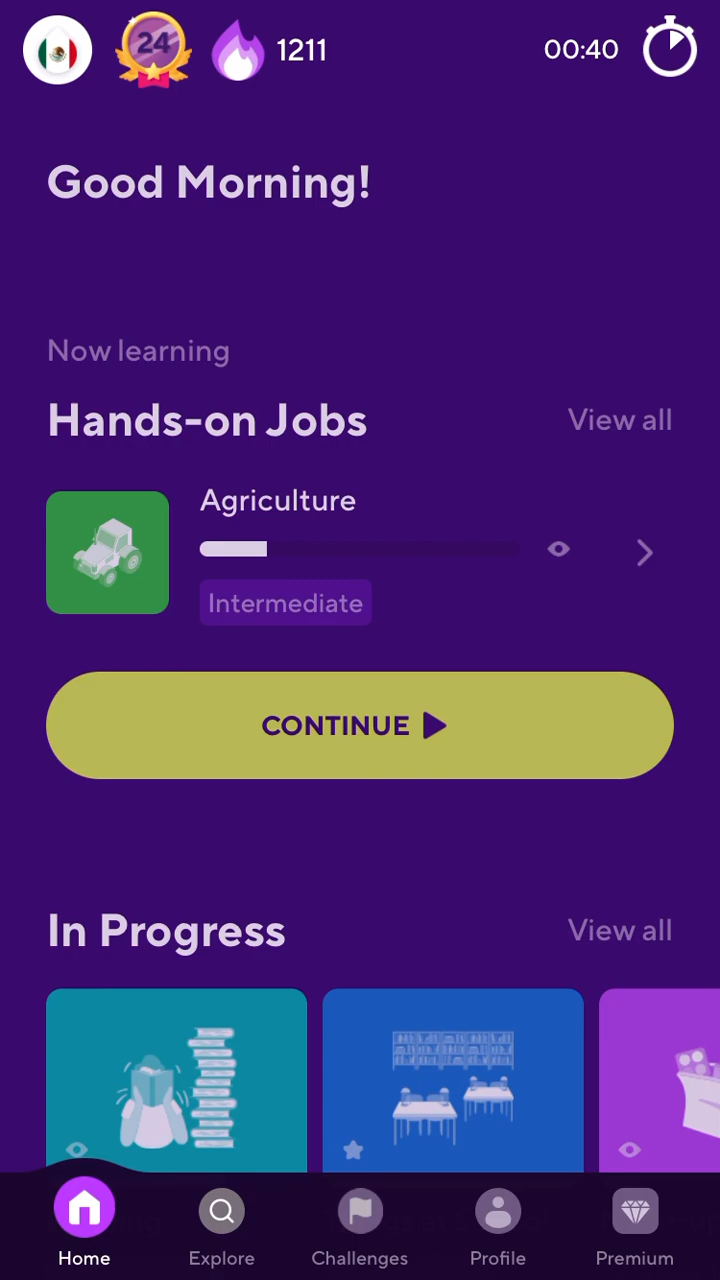 24
1211
00:40
Good Morning!
Now learning
Hands-on Jobs
View all
Agriculture
Intermediate
CONTINUE
In Progress
View all
Home
Explore
Challenges
Profile
Premium